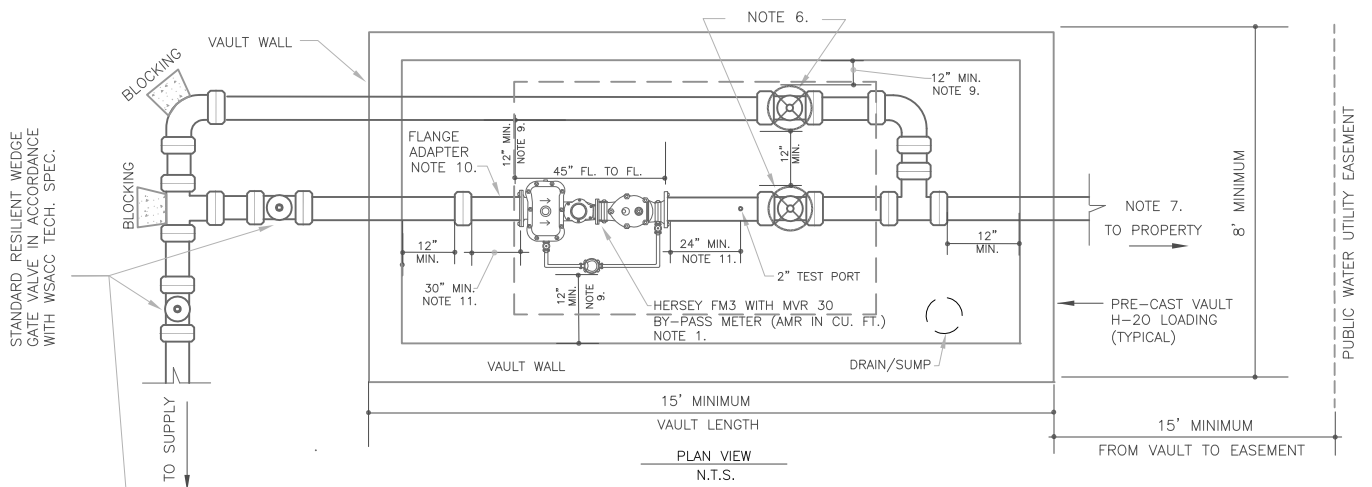 NOTE 6.
VAULT WALL
BLOCKING
12" MIN.
NOTE 9.
STANDARD RESILIENT WEDGE
GATE VALVE IN ACCORDANCE
WITH WSACC TECH. SPEC.
FLANGE
ADAPTER
NOTE 10.
12" MIN.
NOTE 9.
45" FL. TO FL.
12"
MIN.
BLOCKING
8' MINIMUM
PUBLIC WATER UTILITY EASEMENT
NOTE 7.
TO PROPERTY
12"
MIN.
30" MIN.
NOTE 11.
24" MIN.
NOTE 11.
12"
MIN.
2" TEST PORT
12"
MIN.
NOTE
9.
HERSEY FM3 WITH MVR 30
BY-PASS METER (AMR IN CU. FT.)
NOTE 1.
PRE-CAST VAULT
H-20 LOADING
(TYPICAL)
VAULT WALL
DRAIN/SUMP
15' MINIMUM
VAULT LENGTH
15' MINIMUM
FROM VAULT TO EASEMENT
TO SUPPLY
PLAN VIEW
N.T.S.